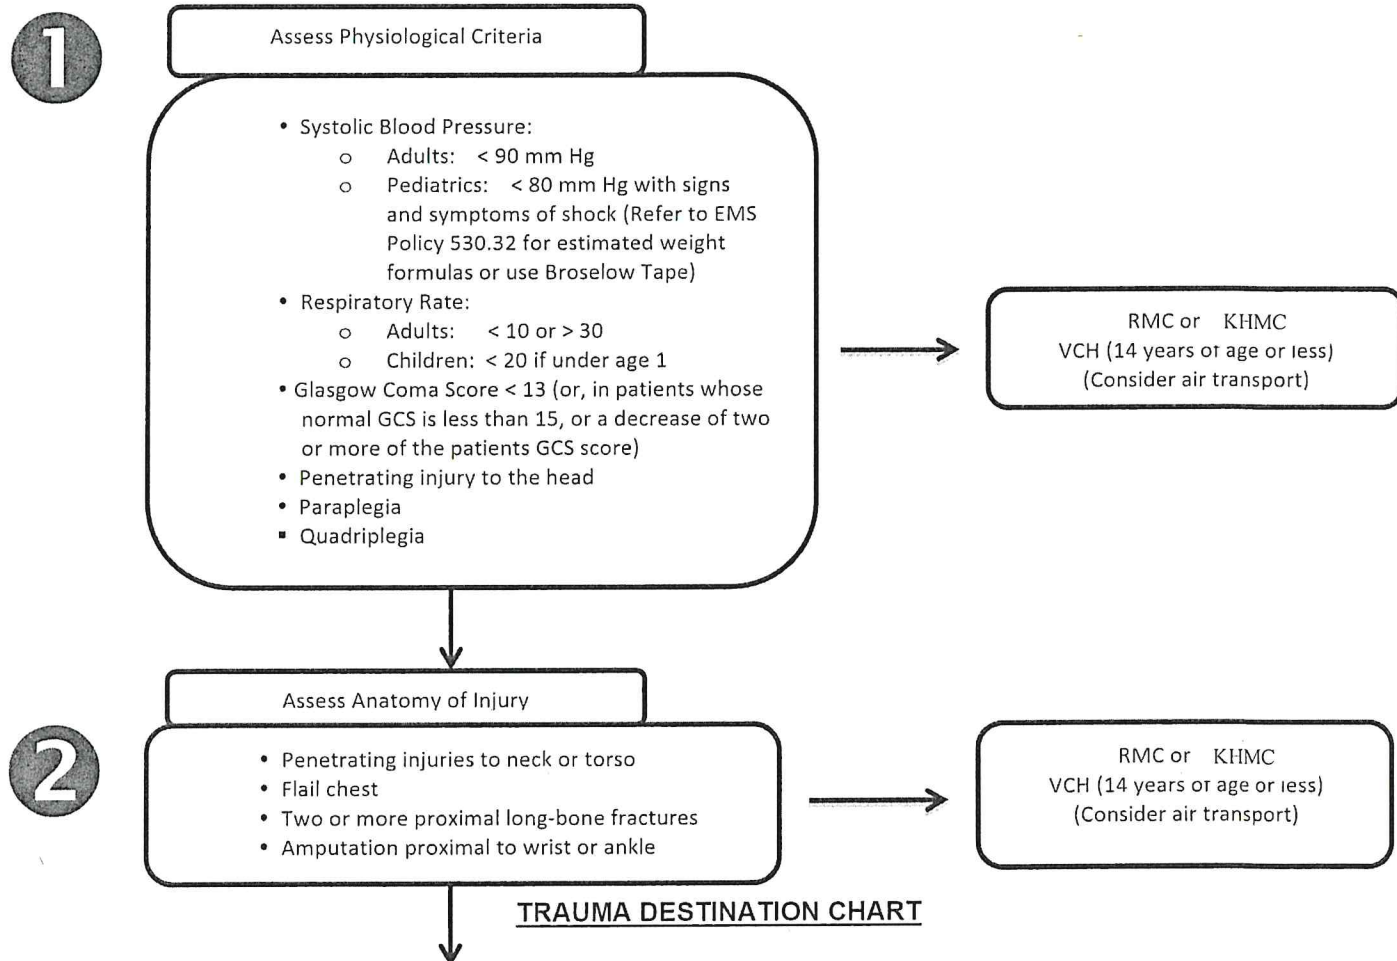 1
Assess Physiological Criteria
• Systolic Blood Pressure:
o Adults: < 90 mm Hg
o Pediatrics: < 80 mm Hg with signs
and symptoms of shock (Refer to EMS
Policy 530.32 for estimated weight
formulas or use Broselow Tape)
• Respiratory Rate:
o Adults: < 10 or > 30
o Children: < 20 if under age 1
• Glasgow Coma Score < 13 (or, in patients whose
normal GCS is less than 15, or a decrease of two
or more of the patients GCS score)
• Penetrating injury to the head
• Paraplegia
▪ Quadriplegia
RMC or KHMC
VCH (14 years of age or less)
(Consider air transport)
2
Assess Anatomy of Injury
• Penetrating injuries to neck or torso
• Flail chest
• Two or more proximal long-bone fractures
• Amputation proximal to wrist or ankle
RMC or KHMC
VCH (14 years of age or less)
(Consider air transport)
TRAUMA DESTINATION CHART